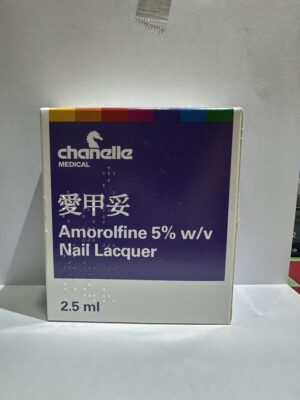 chanelle
MEDICAL
愛甲妥
Amorolfine 5% w/v
Nail Lacquer
2.5 ml